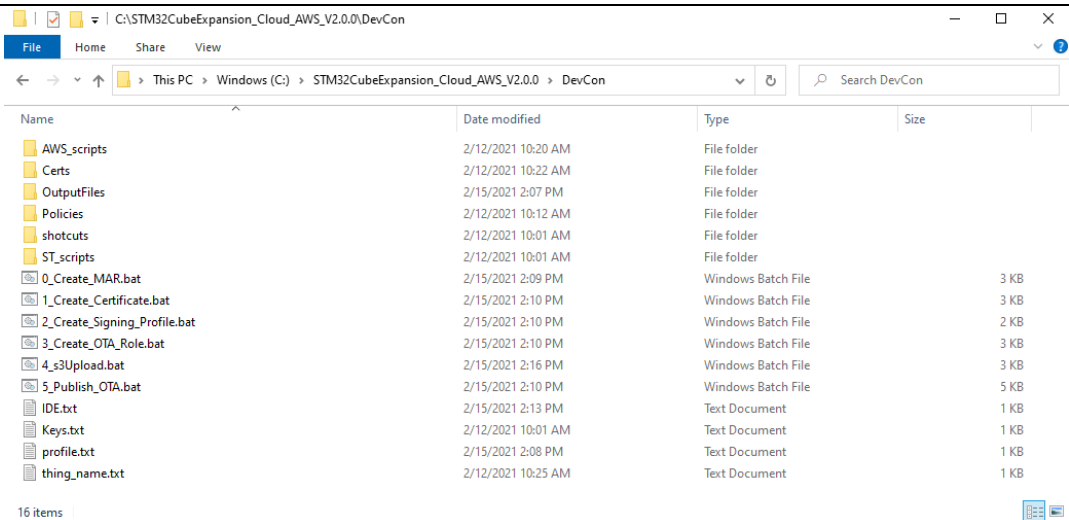 C:\STM32CubeExpansion_Cloud_AWS_V2.0.0\DevCon
File Home Share View ?
This PC > Windows (C:) > STM32CubeExpansion_Cloud_AWS_V2.0.0 > DevCon Search DevCon
Name Date modified Type Size
AWS_scripts 2/12/2021 10:20 AM File folder
Certs 2/12/2021 10:22 AM File folder
OutputFiles 2/15/2021 2:07 PM File folder
Policies 2/12/2021 10:12 AM File folder
shotcuts 2/12/2021 10:01 AM File folder
ST_scripts 2/12/2021 10:01 AM File folder
0_Create_MAR.bat 2/15/2021 2:09 PM Windows Batch File 3 KB
1_Create_Certificate.bat 2/15/2021 2:10 PM Windows Batch File 3 KB
2_Create_Signing_Profile.bat 2/15/2021 2:10 PM Windows Batch File 2 KB
3_Create_OTA_Role.bat 2/15/2021 2:10 PM Windows Batch File 3 KB
4_s3Upload.bat 2/15/2021 2:16 PM Windows Batch File 3 KB
5_Publish_OTA.bat 2/15/2021 2:10 PM Windows Batch File 5 KB
IDE.txt 2/15/2021 2:13 PM Text Document 1 KB
Keys.txt 2/12/2021 10:01 AM Text Document 1 KB
profile.txt 2/15/2021 2:08 PM Text Document 1 KB
thing_name.txt 2/12/2021 10:25 AM Text Document 1 KB
16 items